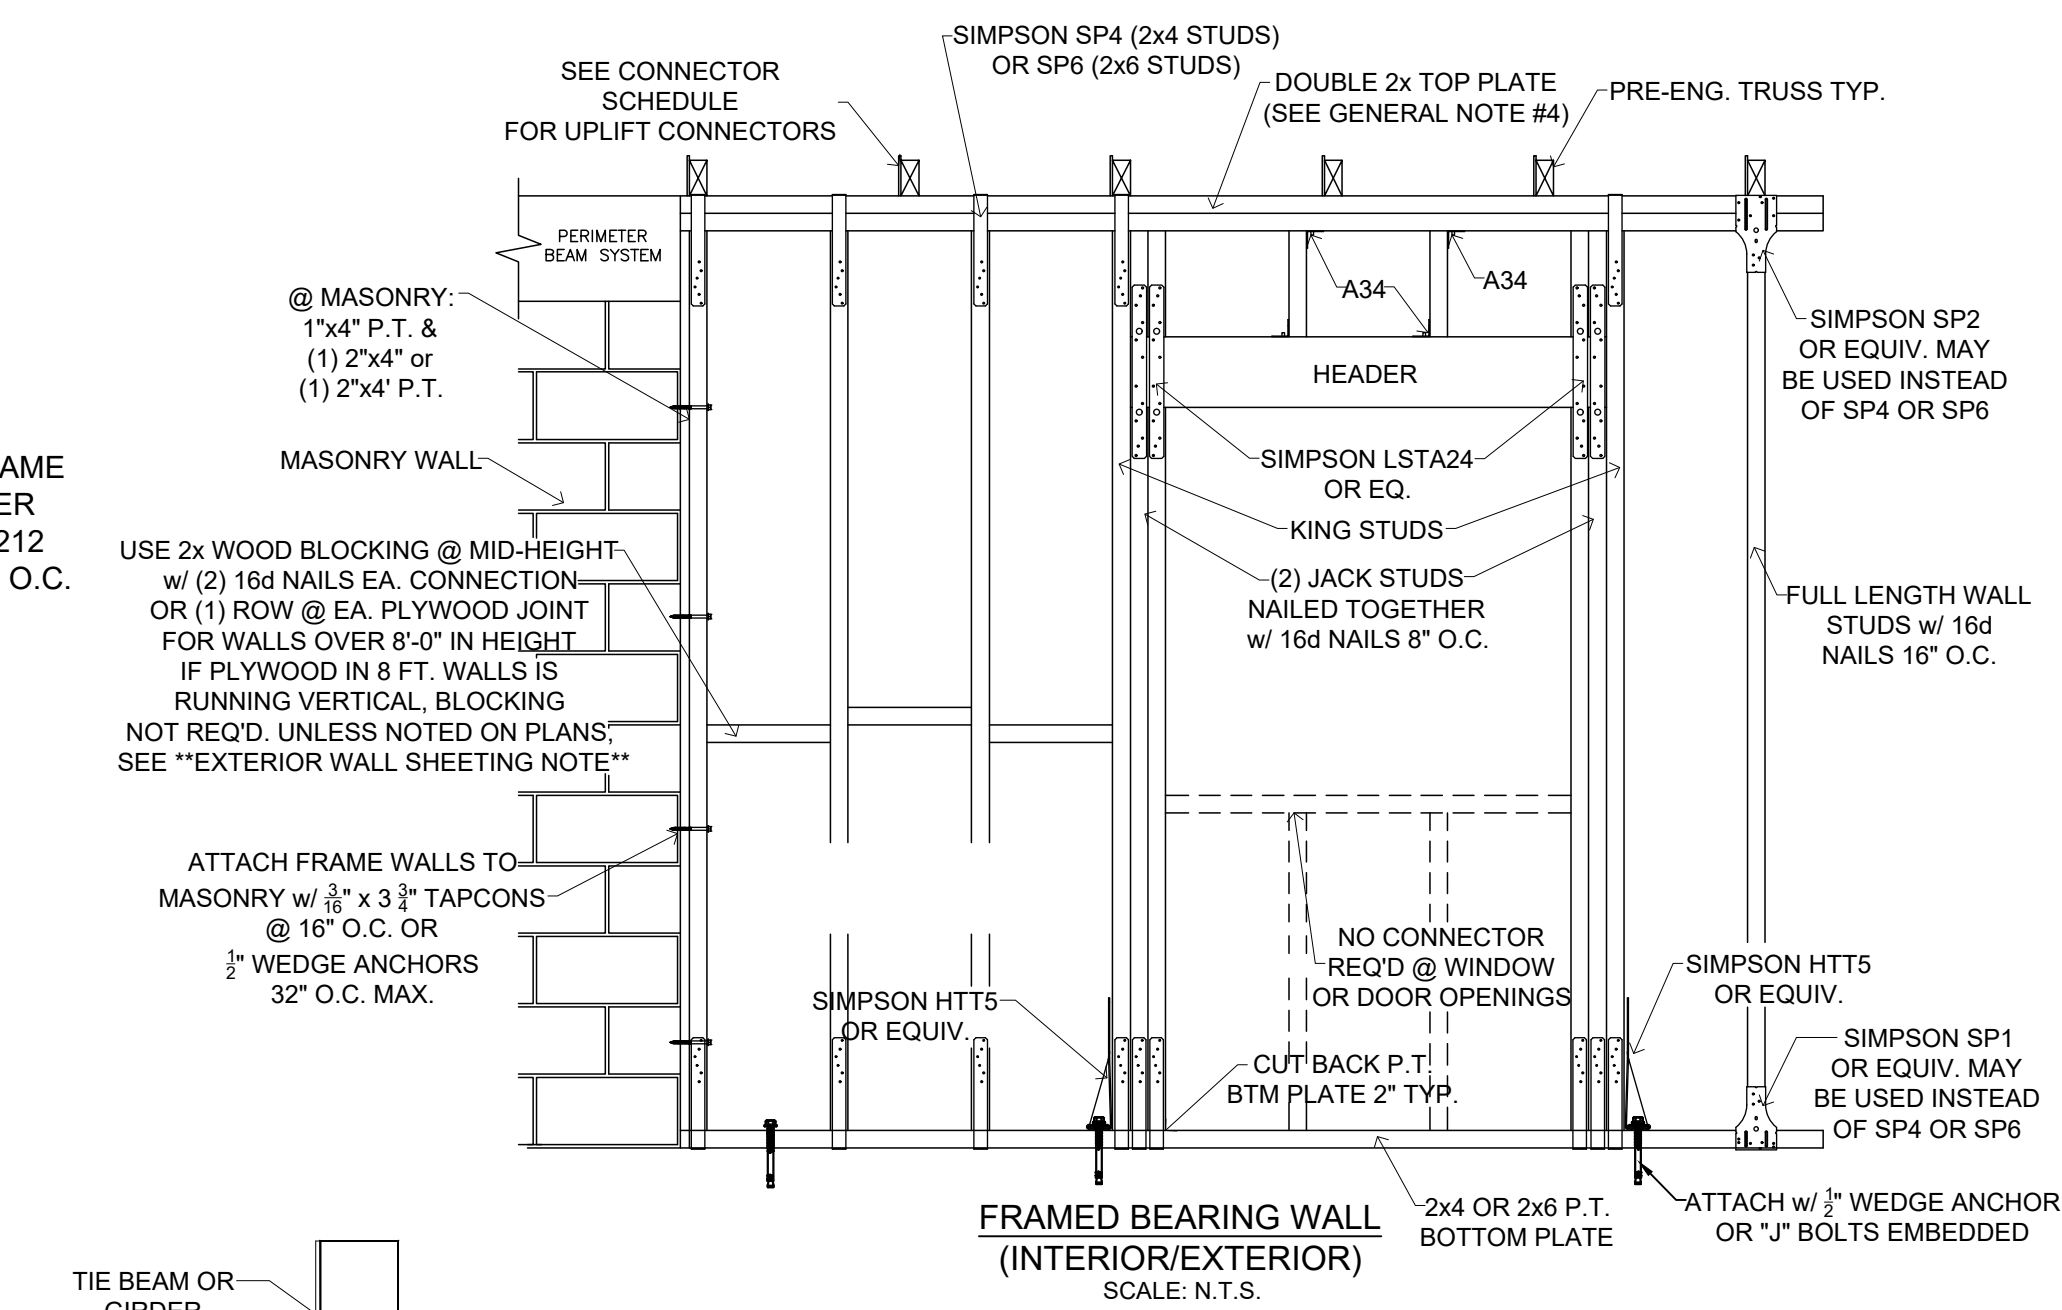 SIMPSON SP4 (2x4 STUDS)
OR SP6 (2x6 STUDS)
SEE CONNECTOR
SCHEDULE
FOR UPLIFT CONNECTORS
DOUBLE 2x TOP PLATE
(SEE GENERAL NOTE #4)
PRE-ENG. TRUSS TYP.
PERIMETER
BEAM SYSTEM
@ MASONRY:
1"x4" P.T. &
(1) 2"x4" or
(1) 2"x4' P.T.
A34
A34
SIMPSON SP2
OR EQUIV. MAY
BE USED INSTEAD
OF SP4 OR SP6
HEADER
MASONRY WALL
AME
ER
212
O.C.
SIMPSON LSTA24
OR EQ.
KING STUDS
(2) JACK STUDS
NAILED TOGETHER
w/ 16d NAILS 8" O.C.
USE 2x WOOD BLOCKING @ MID-HEIGHT
w/ (2) 16d NAILS EA. CONNECTION
OR (1) ROW @ EA. PLYWOOD JOINT
FOR WALLS OVER 8'-0" IN HEIGHT
IF PLYWOOD IN 8 FT. WALLS IS
RUNNING VERTICAL, BLOCKING
NOT REQ'D. UNLESS NOTED ON PLANS,
SEE **EXTERIOR WALL SHEETING NOTE**
FULL LENGTH WALL
STUDS w/ 16d
NAILS 16" O.C.
ATTACH FRAME WALLS TO
MASONRY w/ 3/16" x 3 3/4" TAPCONS
@ 16" O.C. OR
1/2" WEDGE ANCHORS
32" O.C. MAX.
NO CONNECTOR
REQ'D @ WINDOW
OR DOOR OPENINGS
SIMPSON HTT5
OR EQUIV.
SIMPSON HTT5
OR EQUIV.
CUT BACK P.T.
BTM PLATE 2" TYP.
SIMPSON SP1
OR EQUIV. MAY
BE USED INSTEAD
OF SP4 OR SP6
2x4 OR 2x6 P.T.
BOTTOM PLATE
ATTACH w/ 1/2" WEDGE ANCHOR
OR "J" BOLTS EMBEDDED
FRAMED BEARING WALL
(INTERIOR/EXTERIOR)
SCALE: N.T.S.
TIE BEAM OR
GIRDER